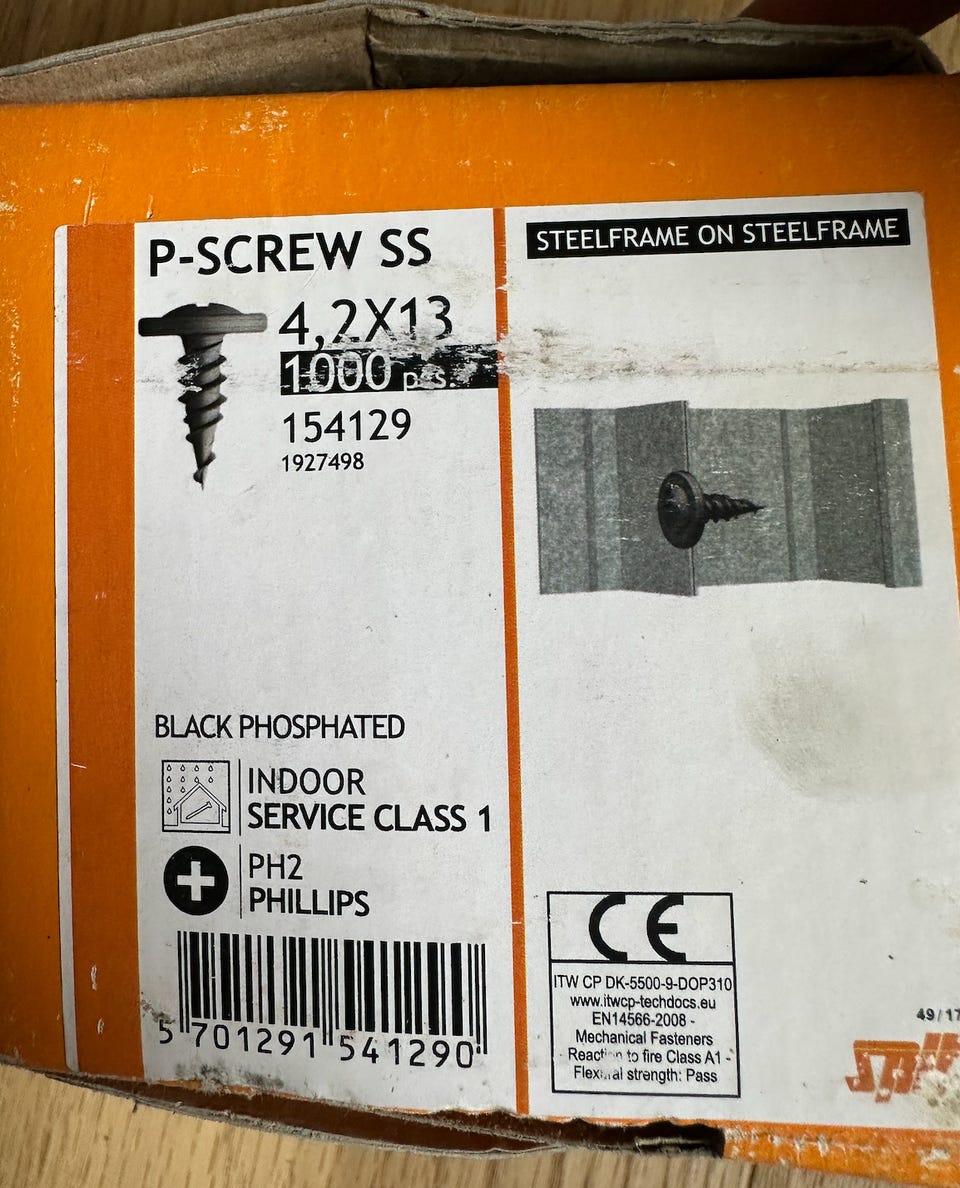 P-SCREW SS
4,2X13
1000
154129
1927498
BLACK PHOSPHATED
INDOOR
SERVICE CLASS 1
PH2
PHILLIPS
5 701291 541290
STEELFRAME ON STEELFRAME
CE
ITW CP DK-5500-9-DOP310
www.itwcp-techdocs.eu
EN14566-2008 -
Mechanical Fasteners
Reaction to fire Class A1 -
Flexural strength: Pass
49/17